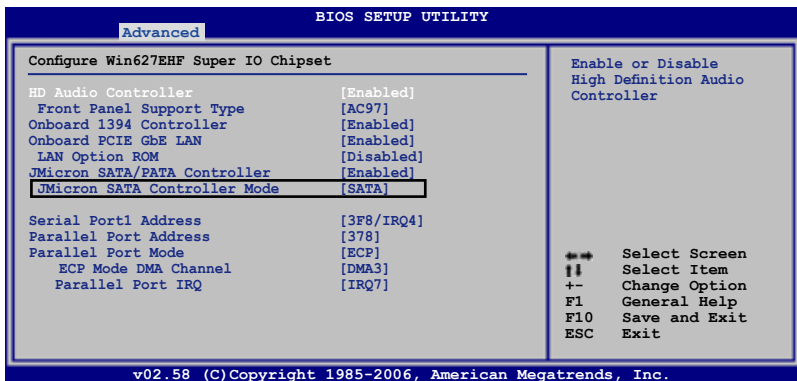 BIOS SETUP UTILITY
Advanced
Configure Win627EHF Super IO Chipset
HD Audio Controller [Enabled]
Front Panel Support Type [AC97]
Onboard 1394 Controller [Enabled]
Onboard PCIE GbE LAN [Enabled]
LAN Option ROM [Disabled]
JMicron SATA/PATA Controller [Enabled]
JMicron SATA Controller Mode [SATA]
Serial Port1 Address [3F8/IRQ4]
Parallel Port Address [378]
Parallel Port Mode [ECP]
ECP Mode DMA Channel [DMA3]
Parallel Port IRQ [IRQ7]
Enable or Disable
High Definition Audio
Controller
←→ Select Screen
↑↓ Select Item
+- Change Option
F1 General Help
F10 Save and Exit
ESC Exit
v02.58 (C)Copyright 1985-2006, American Megatrends, Inc.